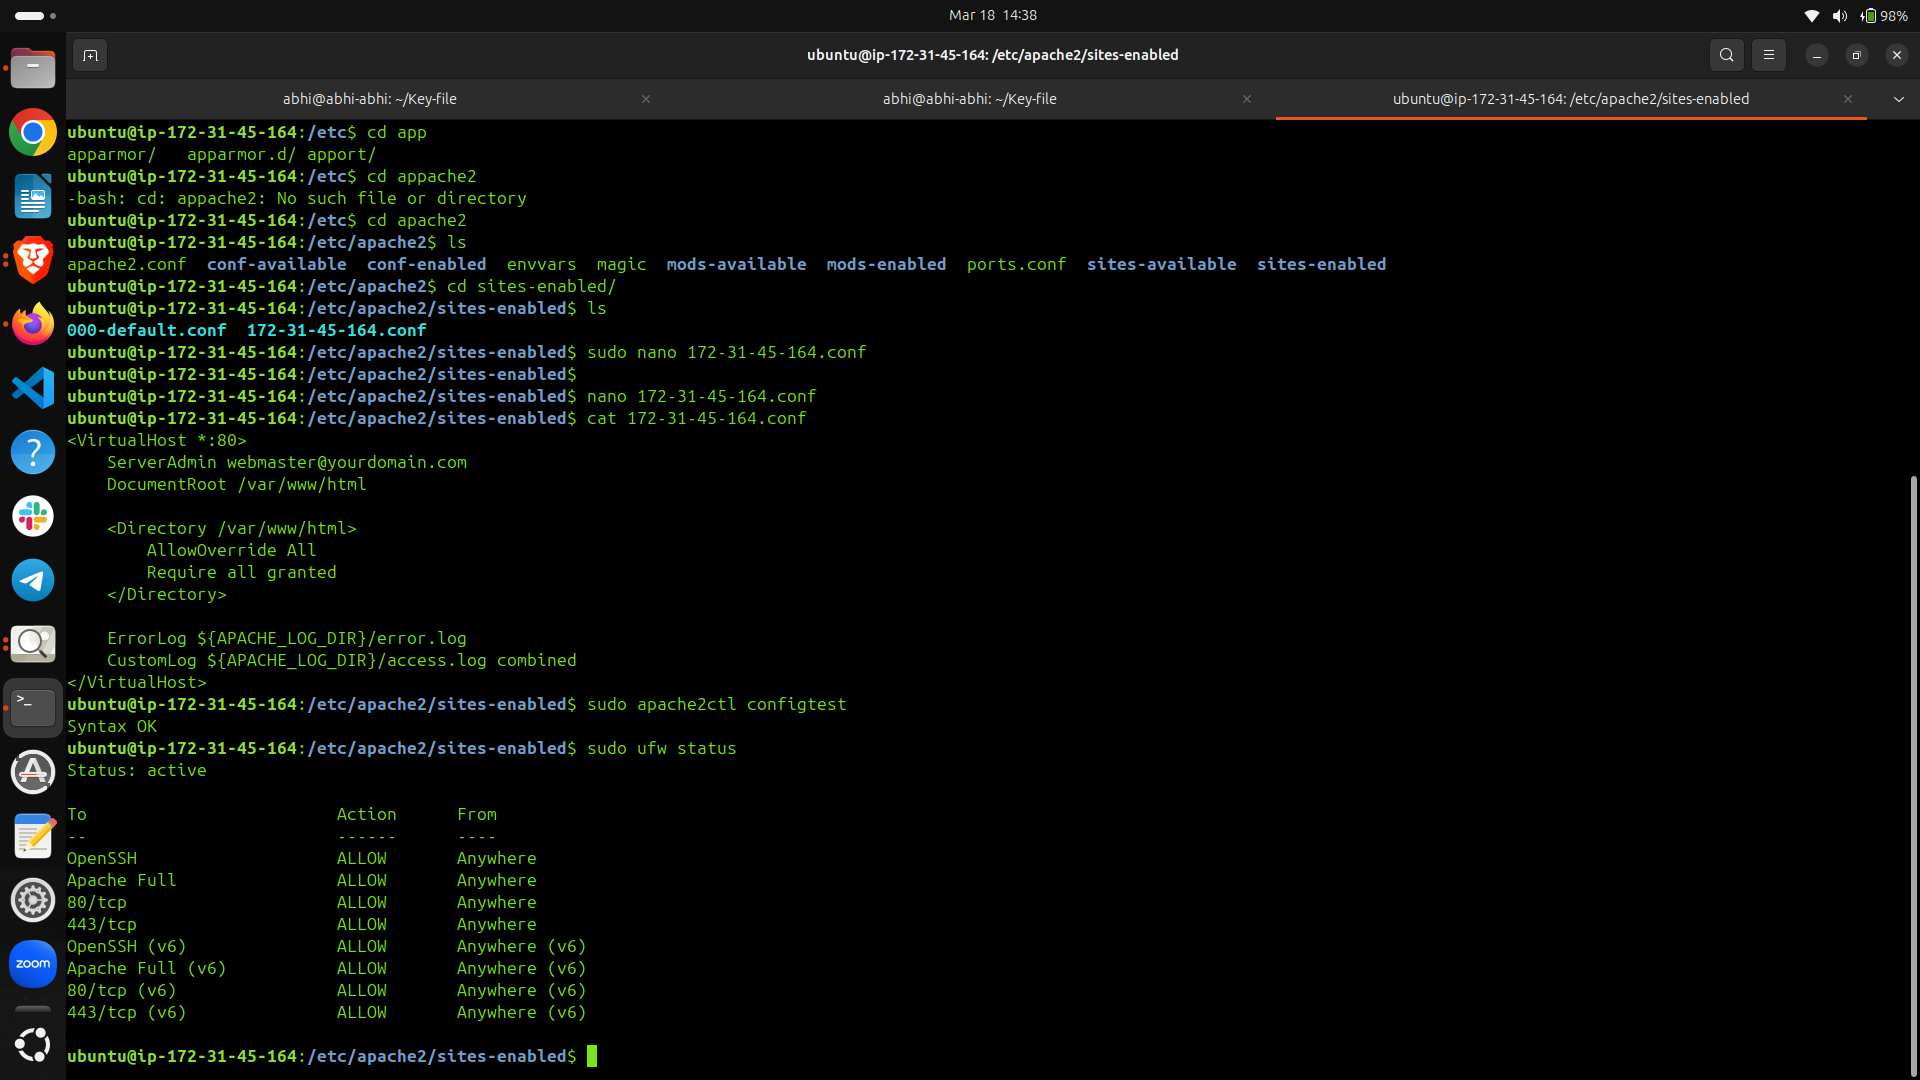 Mar 18  14:38
98%
ubuntu@ip-172-31-45-164: /etc/apache2/sites-enabled
abhi@abhi-abhi: ~/Key-file
abhi@abhi-abhi: ~/Key-file
ubuntu@ip-172-31-45-164: /etc/apache2/sites-enabled
ubuntu@ip-172-31-45-164:/etc$ cd app
apparmor/   apparmor.d/ apport/
ubuntu@ip-172-31-45-164:/etc$ cd appache2
-bash: cd: appache2: No such file or directory
ubuntu@ip-172-31-45-164:/etc$ cd apache2
ubuntu@ip-172-31-45-164:/etc/apache2$ ls
apache2.conf  conf-available  conf-enabled  envvars  magic  mods-available  mods-enabled  ports.conf  sites-available  sites-enabled
ubuntu@ip-172-31-45-164:/etc/apache2$ cd sites-enabled/
ubuntu@ip-172-31-45-164:/etc/apache2/sites-enabled$ ls
000-default.conf  172-31-45-164.conf
ubuntu@ip-172-31-45-164:/etc/apache2/sites-enabled$ sudo nano 172-31-45-164.conf
ubuntu@ip-172-31-45-164:/etc/apache2/sites-enabled$
ubuntu@ip-172-31-45-164:/etc/apache2/sites-enabled$ nano 172-31-45-164.conf
ubuntu@ip-172-31-45-164:/etc/apache2/sites-enabled$ cat 172-31-45-164.conf
<VirtualHost *:80>
    ServerAdmin webmaster@yourdomain.com
    DocumentRoot /var/www/html
    <Directory /var/www/html>
        AllowOverride All
        Require all granted
    </Directory>
    ErrorLog ${APACHE_LOG_DIR}/error.log
    CustomLog ${APACHE_LOG_DIR}/access.log combined
</VirtualHost>
ubuntu@ip-172-31-45-164:/etc/apache2/sites-enabled$ sudo apache2ctl configtest
Syntax OK
ubuntu@ip-172-31-45-164:/etc/apache2/sites-enabled$ sudo ufw status
Status: active
To                         Action      From
--                         ------      ----
OpenSSH                    ALLOW       Anywhere
Apache Full                ALLOW       Anywhere
80/tcp                     ALLOW       Anywhere
443/tcp                    ALLOW       Anywhere
OpenSSH (v6)               ALLOW       Anywhere (v6)
Apache Full (v6)           ALLOW       Anywhere (v6)
80/tcp (v6)                ALLOW       Anywhere (v6)
443/tcp (v6)               ALLOW       Anywhere (v6)
ubuntu@ip-172-31-45-164:/etc/apache2/sites-enabled$
zoom